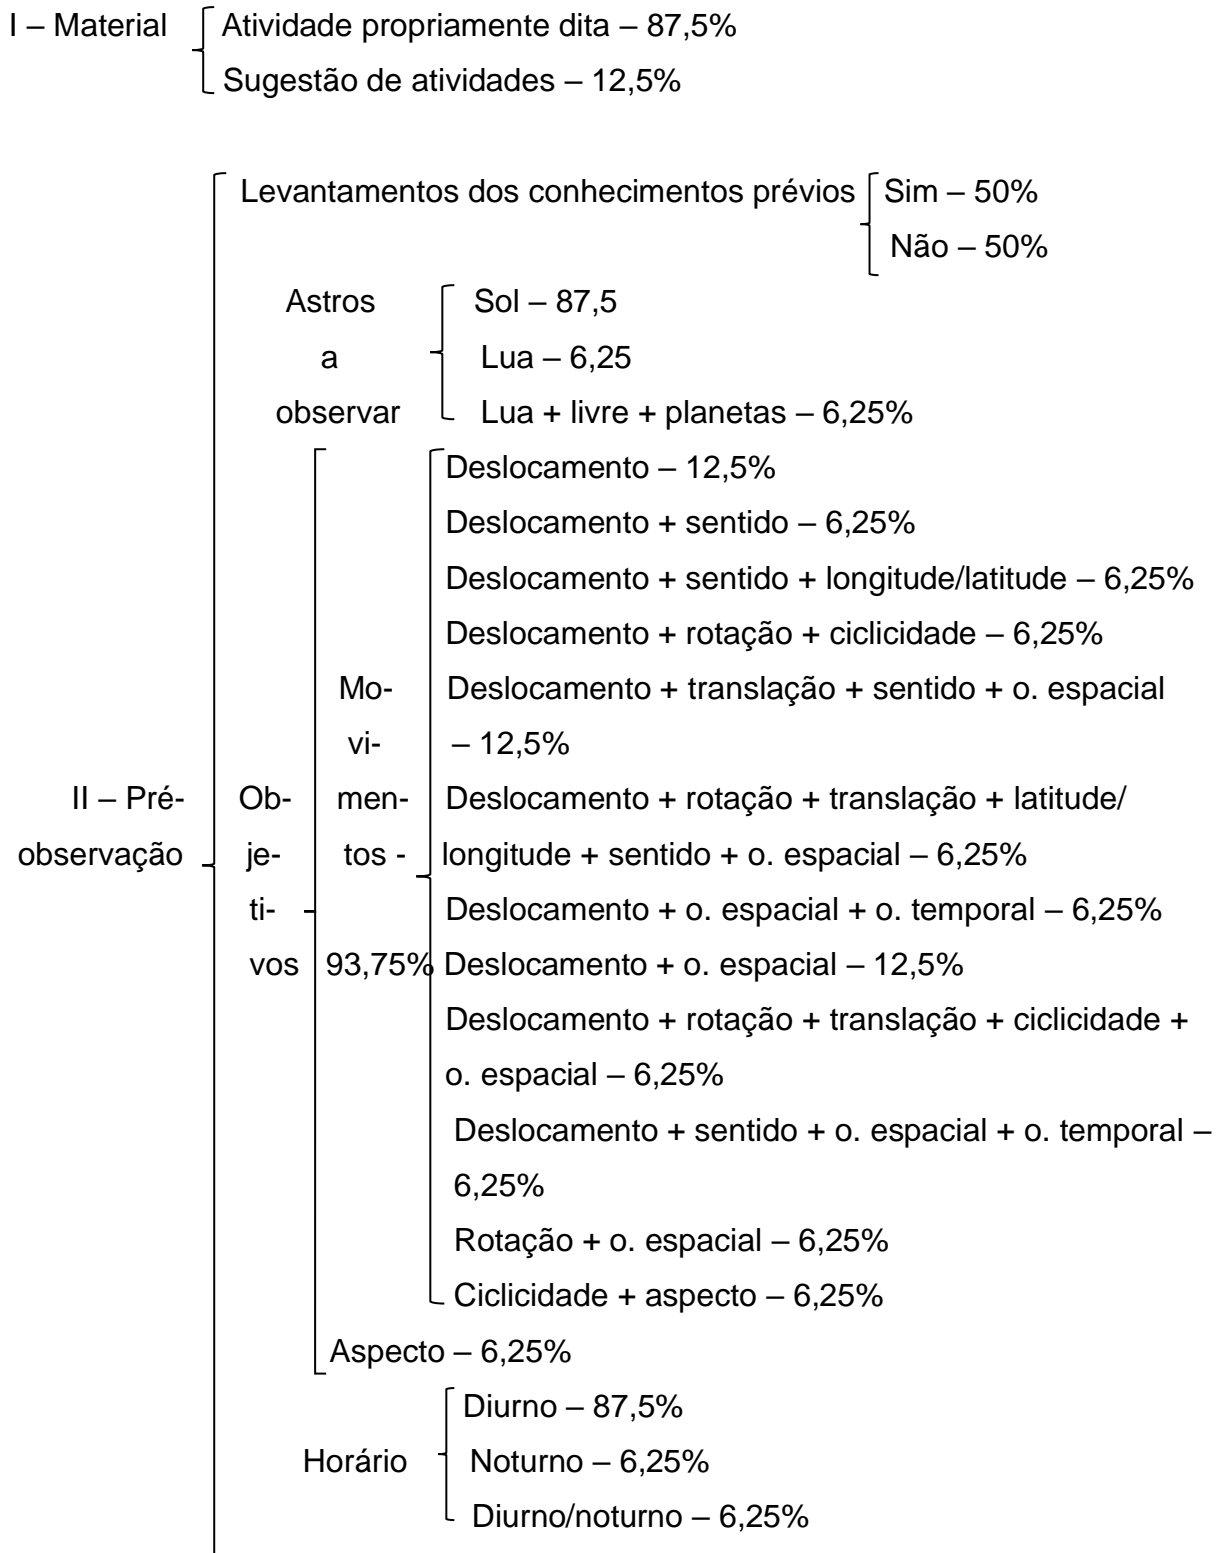 I – Material
Atividade propriamente dita – 87,5%
Sugestão de atividades – 12,5%
Levantamentos dos conhecimentos prévios
Sim – 50%
Não – 50%
Astros
a
observar
Sol – 87,5
Lua – 6,25
Lua + livre + planetas – 6,25%
II – Pré-
observação
Ob-
je-
ti-
vos
Mo-
vi-
men-
tos -
93,75%
Deslocamento – 12,5%
Deslocamento + sentido – 6,25%
Deslocamento + sentido + longitude/latitude – 6,25%
Deslocamento + rotação + ciclicidade – 6,25%
Deslocamento + translação + sentido + o. espacial
– 12,5%
Deslocamento + rotação + translação + latitude/
longitude + sentido + o. espacial – 6,25%
Deslocamento + o. espacial + o. temporal – 6,25%
Deslocamento + o. espacial – 12,5%
Deslocamento + rotação + translação + ciclicidade +
o. espacial – 6,25%
Deslocamento + sentido + o. espacial + o. temporal –
6,25%
Rotação + o. espacial – 6,25%
Ciclicidade + aspecto – 6,25%
Aspecto – 6,25%
Horário
Diurno – 87,5%
Noturno – 6,25%
Diurno/noturno – 6,25%